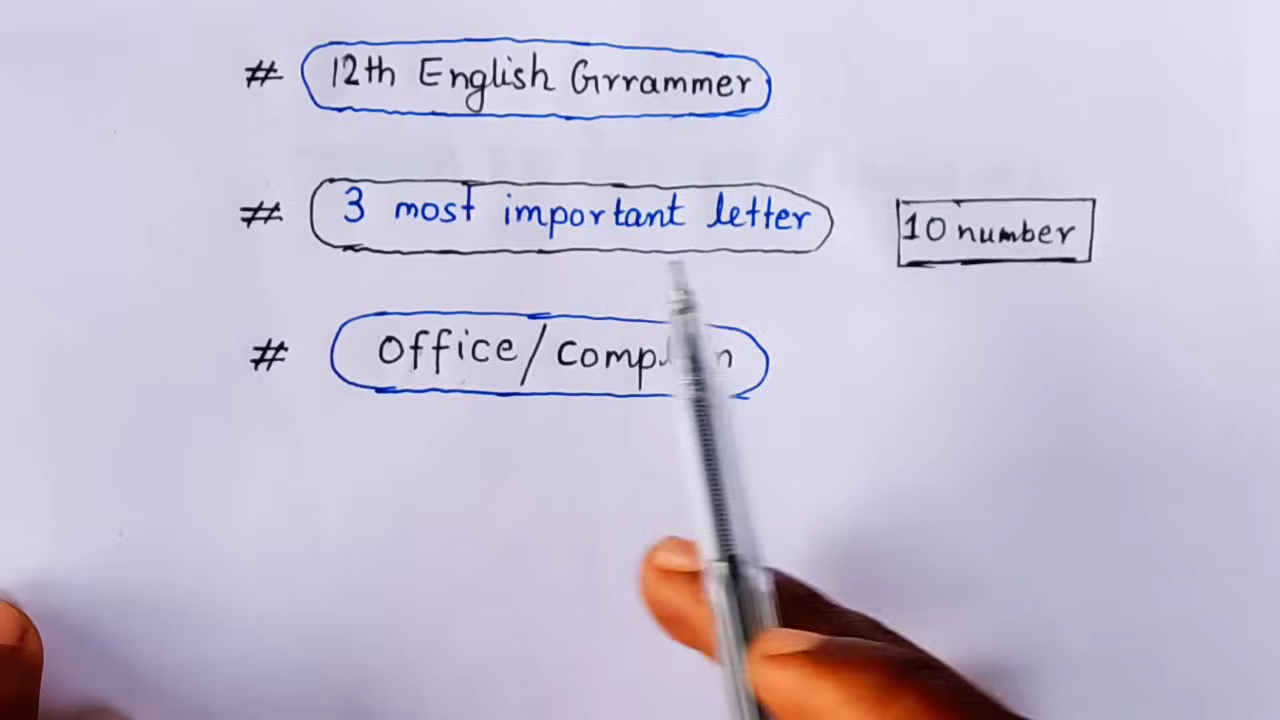 # 12th English Grrammer
# 3 most important letter 10 number
# Office/